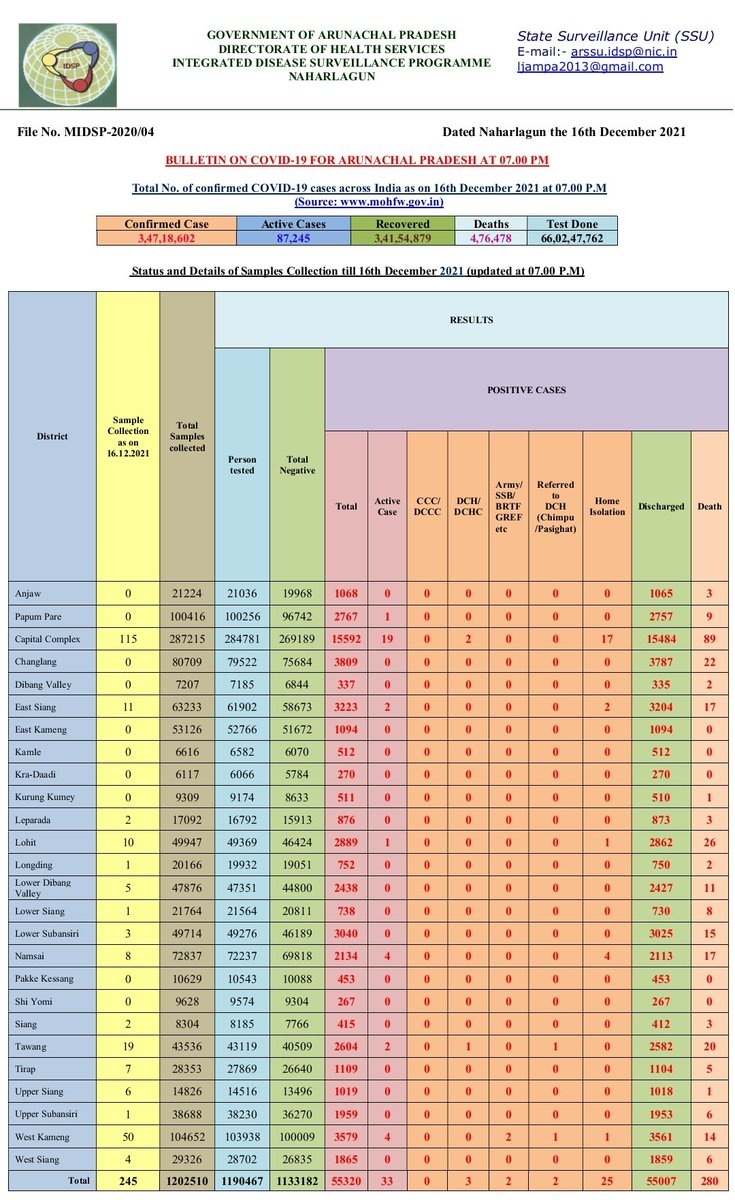 IDSP
GOVERNMENT OF ARUNACHAL PRADESH
DIRECTORATE OF HEALTH SERVICES
INTEGRATED DISEASE SURVEILLANCE PROGRAMME
NAHARLAGUN
State Surveillance Unit (SSU)
E-mail:- arssu.idsp@nic.in
ljampa2013@gmail.com
File No. MIDSP-2020/04 Dated Naharlagun the 16th December 2021
BULLETIN ON COVID-19 FOR ARUNACHAL PRADESH AT 07.00 PM
Total No. of confirmed COVID-19 cases across India as on 16th December 2021 at 07.00 P.M
(Source: www.mohfw.gov.in)
Confirmed Case Active Cases Recovered Deaths Test Done
3,47,18,602 87,245 3,41,54,879 4,76,478 66,02,47,762
Status and Details of Samples Collection till 16th December 2021 (updated at 07.00 P.M)
District
Sample
Collection
as on
16.12.2021
Total
Samples
collected
RESULTS
Person
tested
Total
Negative
POSITIVE CASES
Total
Active
Case
CCC/
DCCC
DCH/
DCHC
Army/
SSB/
BRTF
GREF
etc
Referred
to
DCH
(Chimpu
/Pasighat)
Home
Isolation
Discharged
Death
Anjaw 0 21224 21036 19968 1068 0 0 0 0 0 0 1065 3
Papum Pare 0 100416 100256 96742 2767 1 0 0 0 0 0 2757 9
Capital Complex 115 287215 284781 269189 15592 19 0 2 0 0 17 15484 89
Changlang 0 80709 79522 75684 3809 0 0 0 0 0 0 3787 22
Dibang Valley 0 7207 7185 6844 337 0 0 0 0 0 0 335 2
East Siang 11 63233 61902 58673 3223 2 0 0 0 0 2 3204 17
East Kameng 0 53126 52766 51672 1094 0 0 0 0 0 0 1094 0
Kamle 0 6616 6582 6070 512 0 0 0 0 0 0 512 0
Kra-Daadi 0 6117 6066 5784 270 0 0 0 0 0 0 270 0
Kurung Kumey 0 9309 9174 8633 511 0 0 0 0 0 0 510 1
Leparada 2 17092 16792 15913 876 0 0 0 0 0 0 873 3
Lohit 10 49947 49369 46424 2889 1 0 0 0 0 1 2862 26
Longding 1 20166 19932 19051 752 0 0 0 0 0 0 750 2
Lower Dibang
Valley 5 47876 47351 44800 2438 0 0 0 0 0 0 2427 11
Lower Siang 1 21764 21564 20811 738 0 0 0 0 0 0 730 8
Lower Subansiri 3 49714 49276 46189 3040 0 0 0 0 0 0 3025 15
Namsai 8 72837 72237 69818 2134 4 0 0 0 0 4 2113 17
Pakke Kessang 0 10629 10543 10088 453 0 0 0 0 0 0 453 0
Shi Yomi 0 9628 9574 9304 267 0 0 0 0 0 0 267 0
Siang 2 8304 8185 7766 415 0 0 0 0 0 0 412 3
Tawang 19 43536 43119 40509 2604 2 0 1 0 1 0 2582 20
Tirap 7 28353 27869 26640 1109 0 0 0 0 0 0 1104 5
Upper Siang 6 14826 14516 13496 1019 0 0 0 0 0 0 1018 1
Upper Subansiri 1 38688 38230 36270 1959 0 0 0 0 0 0 1953 6
West Kameng 50 104652 103938 100009 3579 4 0 0 2 1 1 3561 14
West Siang 4 29326 28702 26835 1865 0 0 0 0 0 0 1859 6
Total 245 1202510 1190467 1133182 55320 33 0 3 2 2 25 55007 280